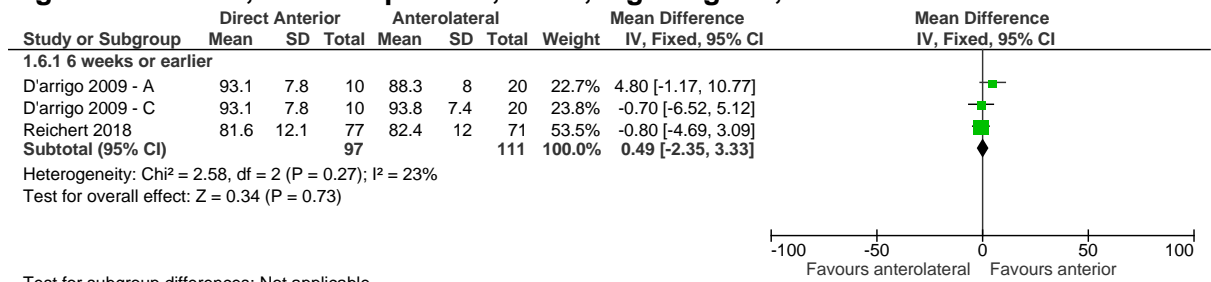 Direct Anterior Anterolateral Mean Difference Mean Difference
Study or Subgroup Mean SD Total Mean SD Total Weight IV, Fixed, 95% CI IV, Fixed, 95% CI
1.6.1 6 weeks or earlier
D'arrigo 2009 - A 93.1 7.8 10 88.3 8 20 22.7% 4.80 [-1.17, 10.77]
D'arrigo 2009 - C 93.1 7.8 10 93.8 7.4 20 23.8% -0.70 [-6.52, 5.12]
Reichert 2018 81.6 12.1 77 82.4 12 71 53.5% -0.80 [-4.69, 3.09]
Subtotal (95% CI) 97 111 100.0% 0.49 [-2.35, 3.33]
Heterogeneity: Chi² = 2.58, df = 2 (P = 0.27); I² = 23%
Test for overall effect: Z = 0.34 (P = 0.73)
-100 -50 0 50 100
Favours anterolateral Favours anterior
Test for subgroup differences: Not applicable